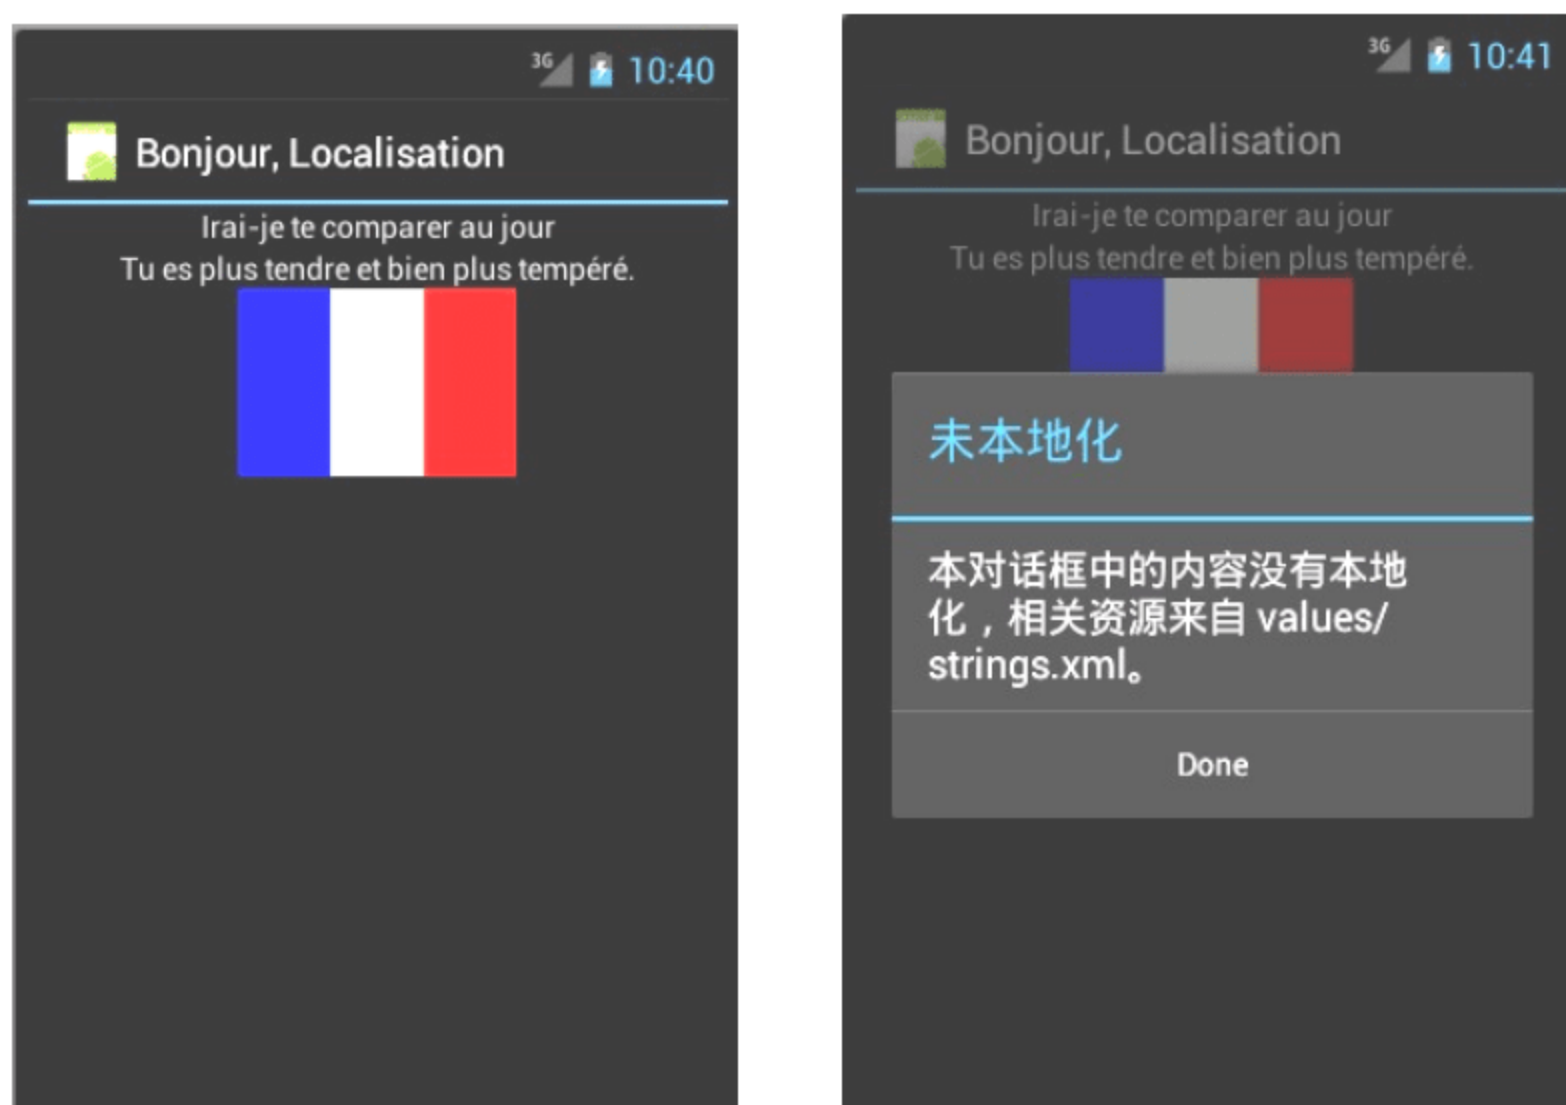 3G 10:40
Bonjour, Localisation
Irai-je te comparer au jour
Tu es plus tendre et bien plus tempéré.
3G 10:41
Bonjour, Localisation
Irai-je te comparer au jour
Tu es plus tendre et bien plus tempéré.
未本地化
本对话框中的内容没有本地
化，相关资源来自 values/
strings.xml。
Done